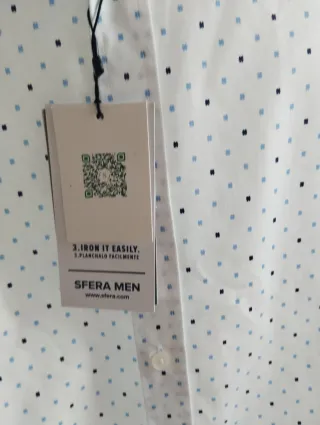 3.IRON IT EASILY.
3.PLANCHALO FACILMENTE
SFERA MEN
www.sfera.com